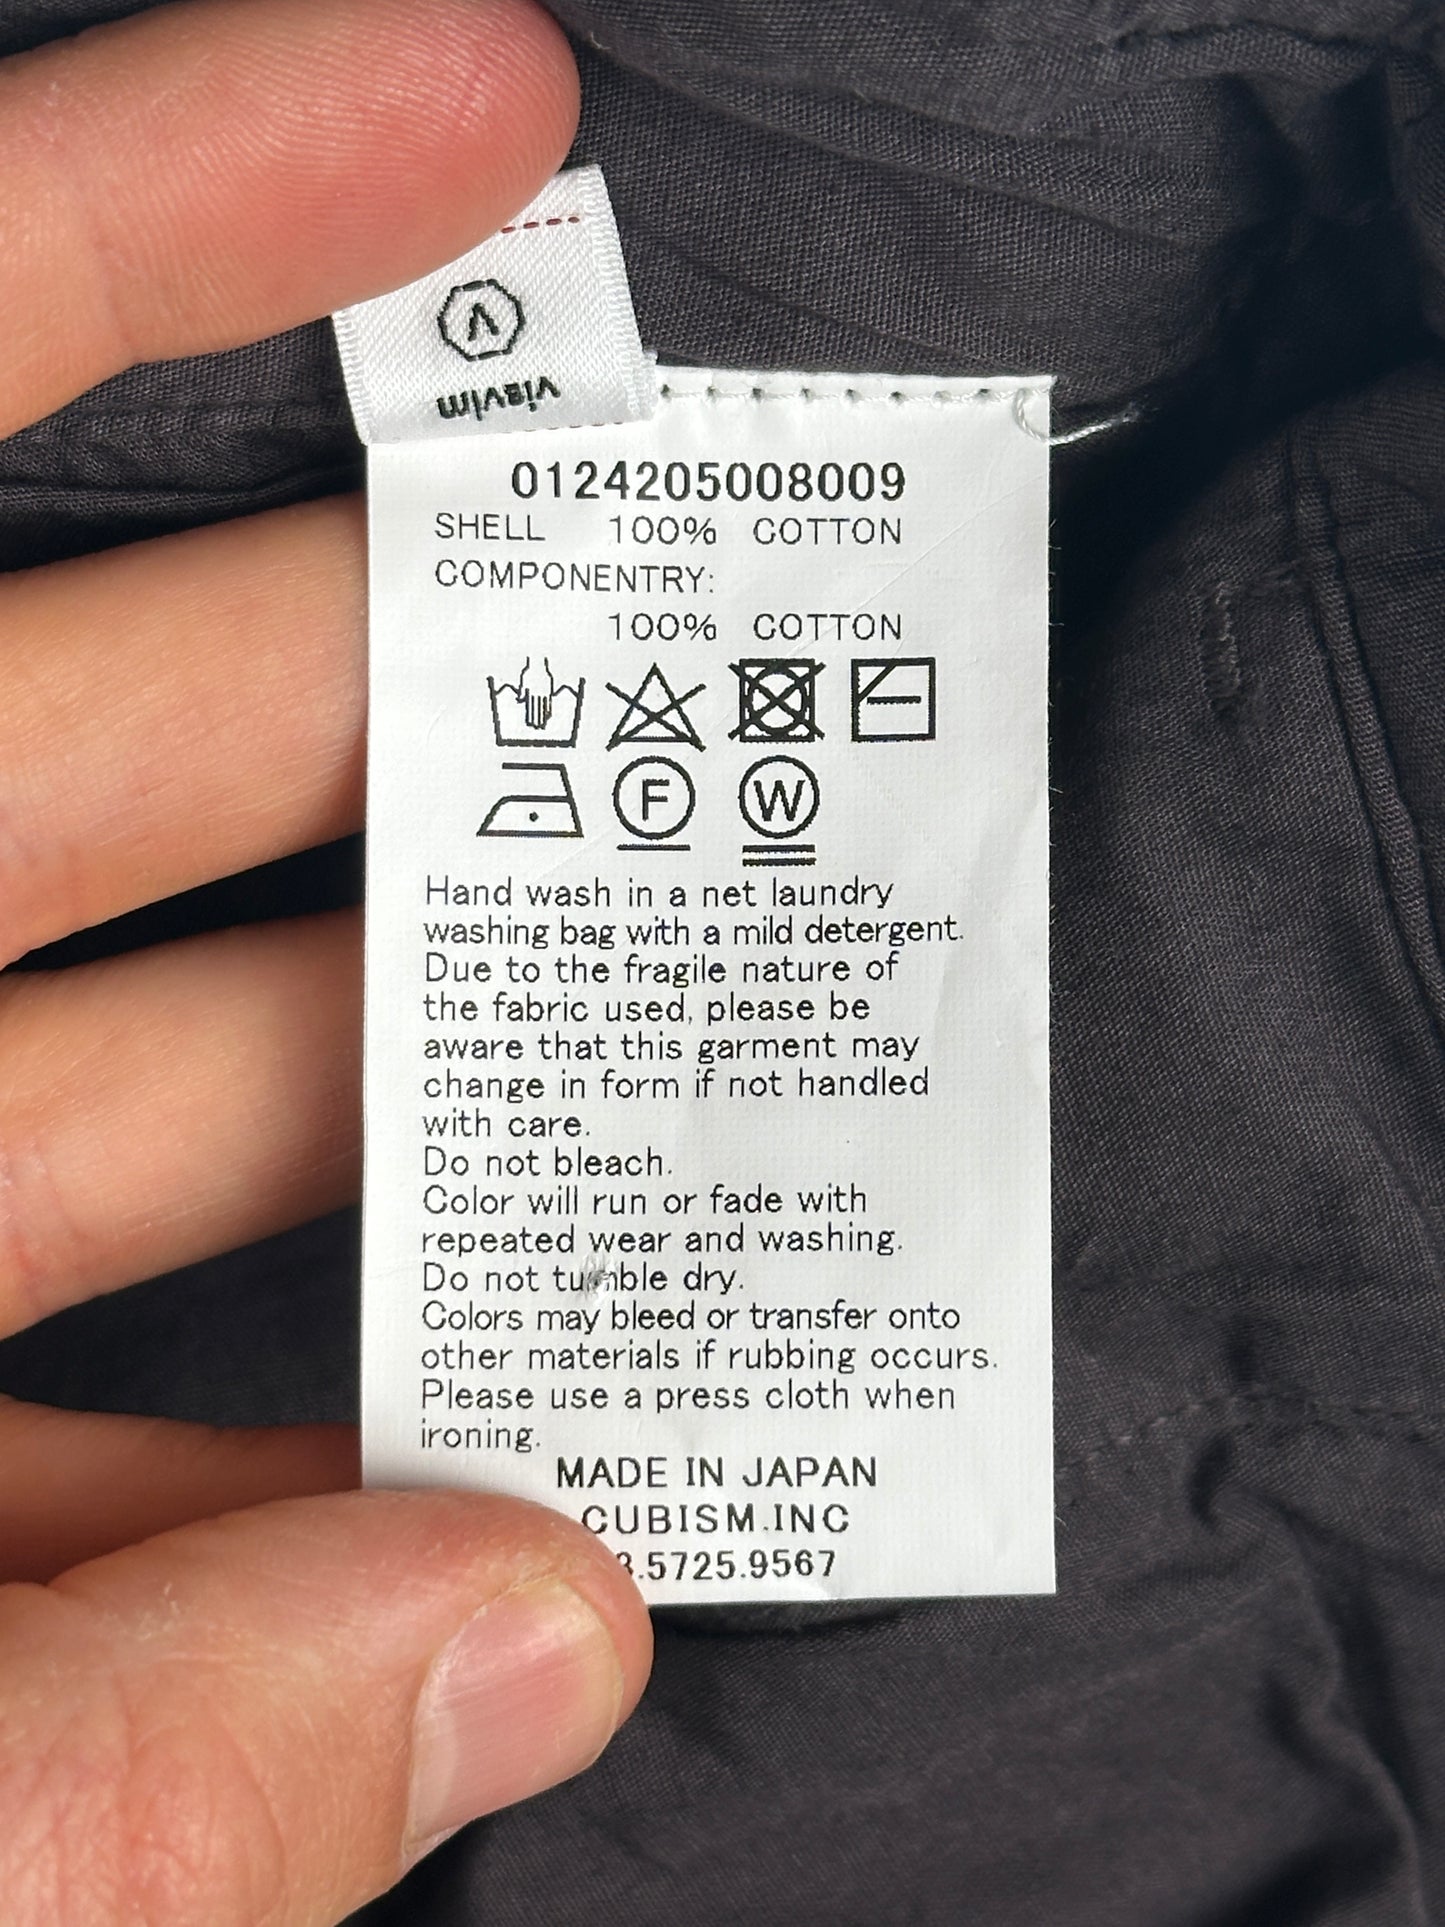 visvim
0124205008009
SHELL 100% COTTON
COMPONENTRY:
100% COTTON
F W
Hand wash in a net laundry
washing bag with a mild detergent.
Due to the fragile nature of
the fabric used, please be
aware that this garment may
change in form if not handled
with care.
Do not bleach.
Color will run or fade with
repeated wear and washing.
Do not tumble dry.
Colors may bleed or transfer onto
other materials if rubbing occurs.
Please use a press cloth when
ironing.
MADE IN JAPAN
CUBISM.INC
3.5725.9567